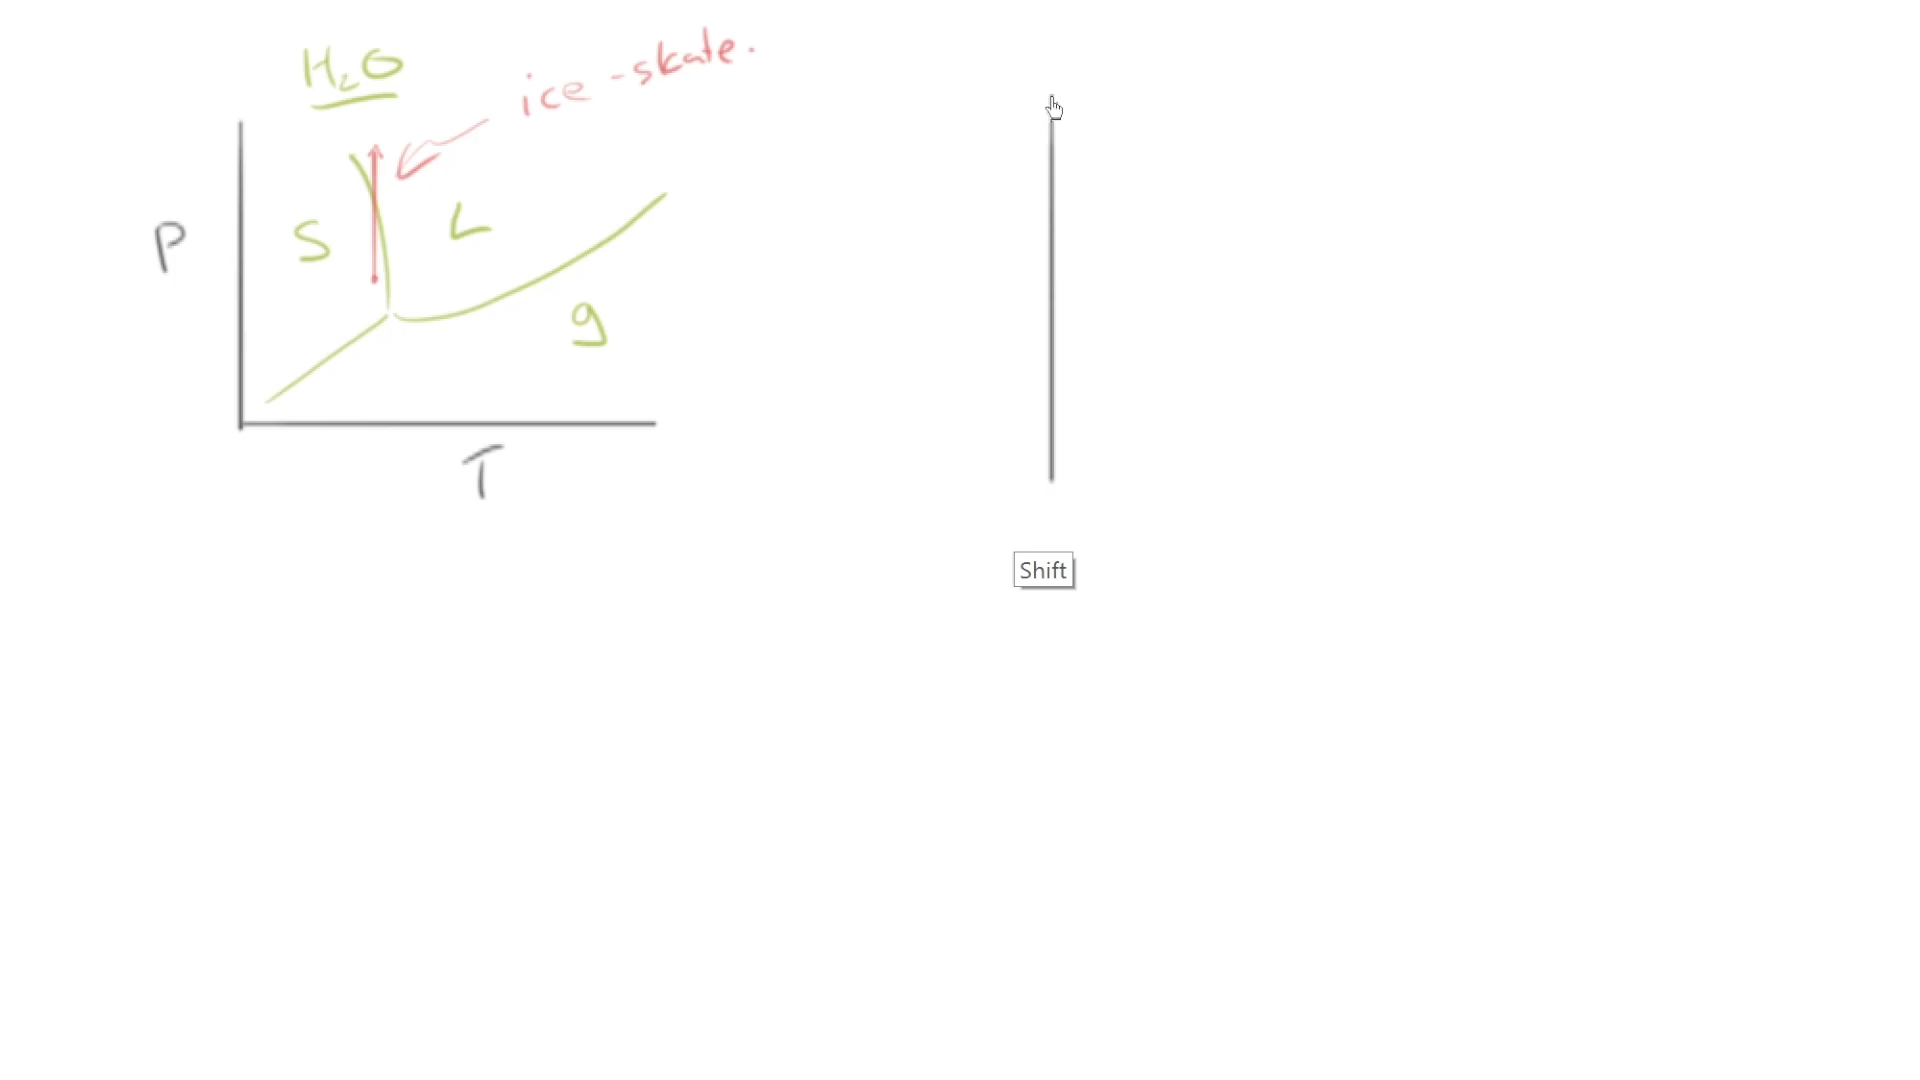 H₂O
ice-skate.
P
S
L
g
T
Shift